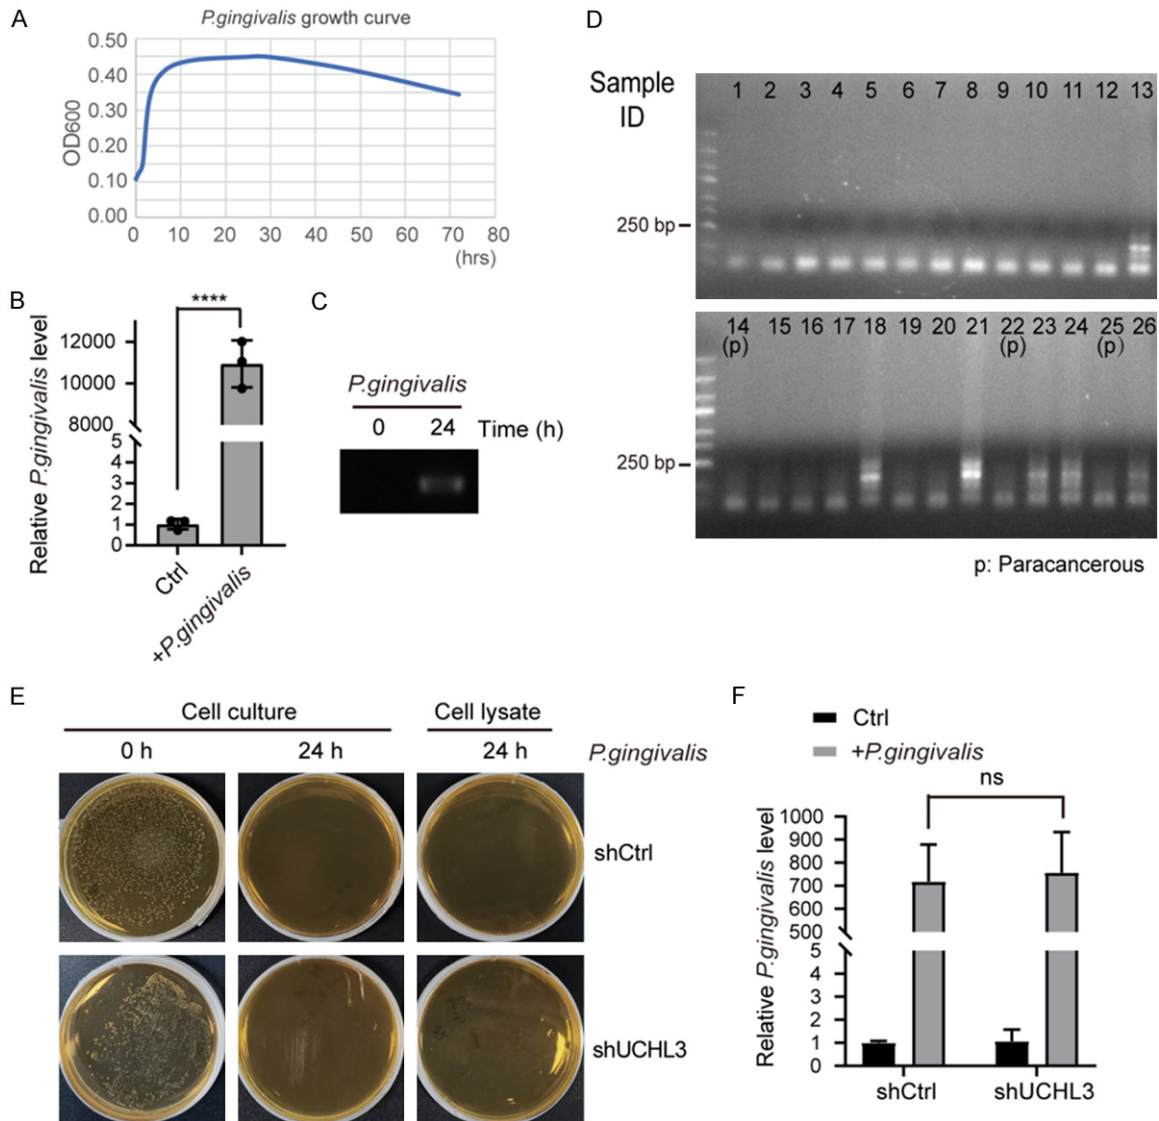 A
P.gingivalis growth curve
OD600
0.50
0.40
0.30
0.20
0.10
0.00
0 10 20 30 40 50 60 70 80
(hrs)
B
****
Relative P.gingivalis level
12000
10000
8000
5
4
3
2
1
0
Ctrl
+P.gingivalis
C
P.gingivalis
0 24 Time (h)
D
Sample
ID
1 2 3 4 5 6 7 8 9 10 11 12 13
250 bp
14 15 16 17 18 19 20 21 22 23 24 25 26
(p) (p) (p)
250 bp
p: Paracancerous
E
Cell culture Cell lysate
0 h 24 h 24 h P.gingivalis
shCtrl
shUCHL3
F
Ctrl
+P.gingivalis
ns
Relative P.gingivalis level
1000
900
800
700
600
500
5
4
3
2
1
0
shCtrl shUCHL3